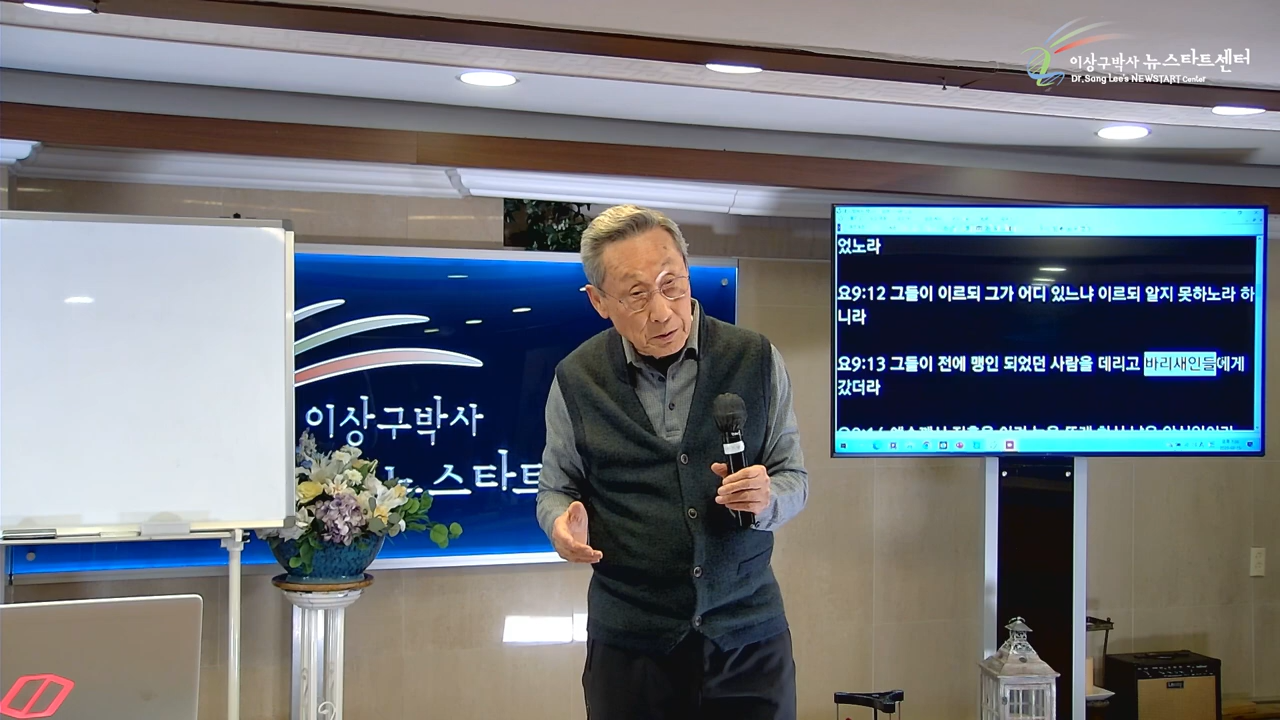 이상구박사 뉴스타트센터
Dr. Sang Lee's NEWSTART Center
었노라
요9:12 그들이 이르되 그가 어디 있느냐 이르되 알지 못하노라 하
니라
요9:13 그들이 전에 맹인 되었던 사람을 데리고 바리새인들에게
갔더라
이상구박사
뉴스타트